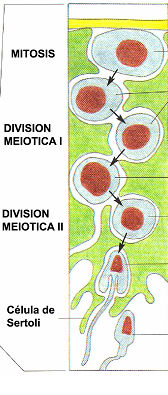 MITOSIS
DIVISION
MEIOTICA I
DIVISION
MEIOTICA II
Célula de
Sertoli